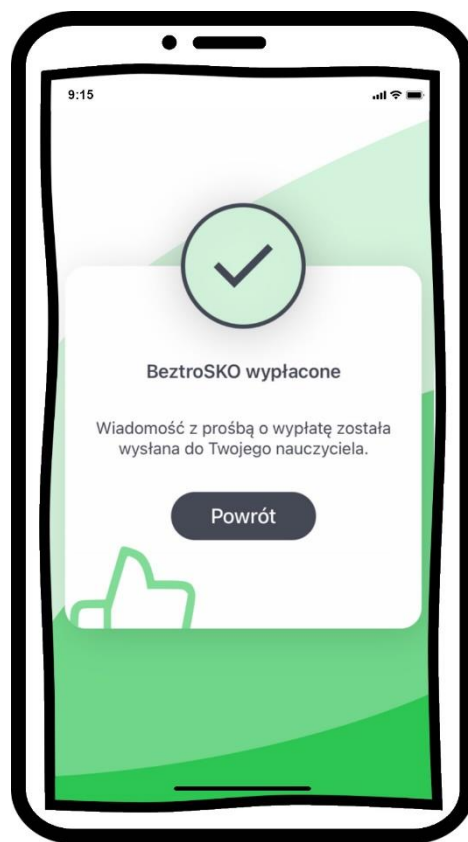 9:15
BeztroSKO wypłacone
Wiadomość z prośbą o wypłatę została
wysłana do Twojego nauczyciela.
Powrót